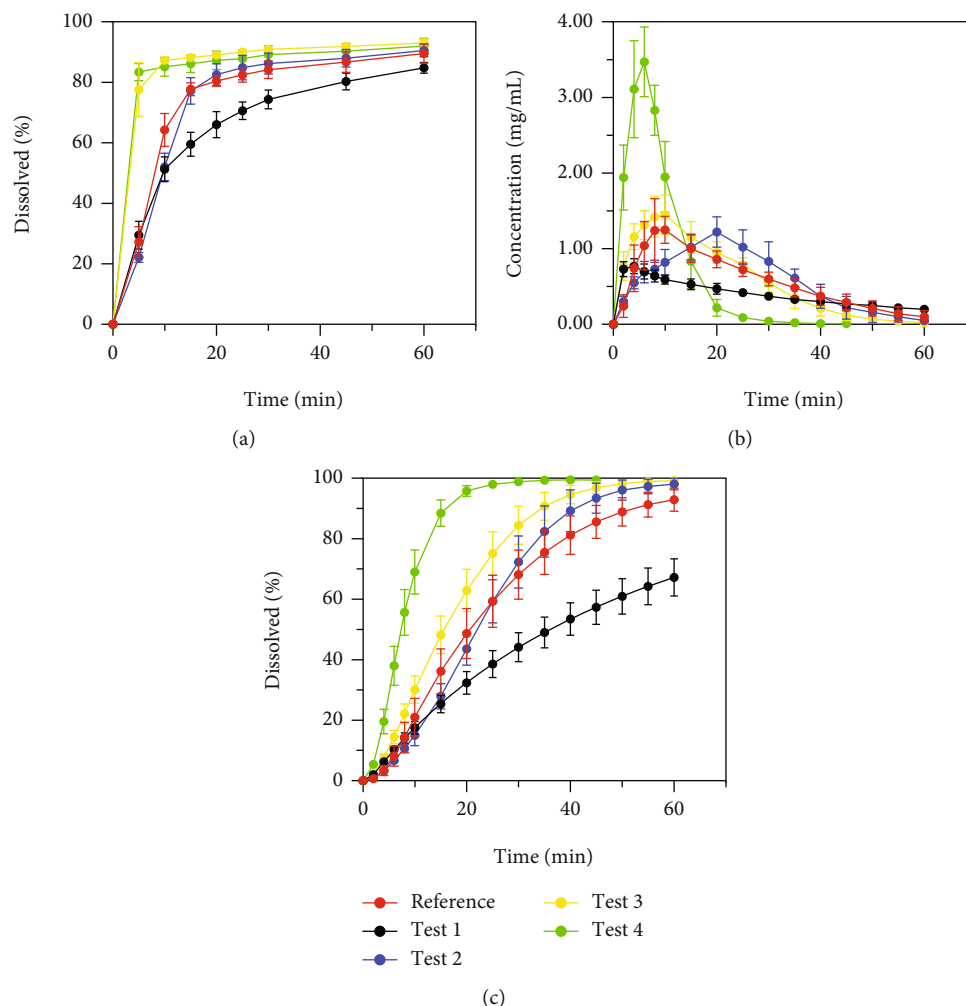 100
80
60
40
20
0
Dissolved (%)
0 20 40 60
Time (min)
(a)
4.00
3.00
2.00
1.00
0.00
Concentration (mg/mL)
0 20 40 60
Time (min)
(b)
100
80
60
40
20
0
Dissolved (%)
0 20 40 60
Time (min)
Reference
Test 1
Test 2
Test 3
Test 4
(c)